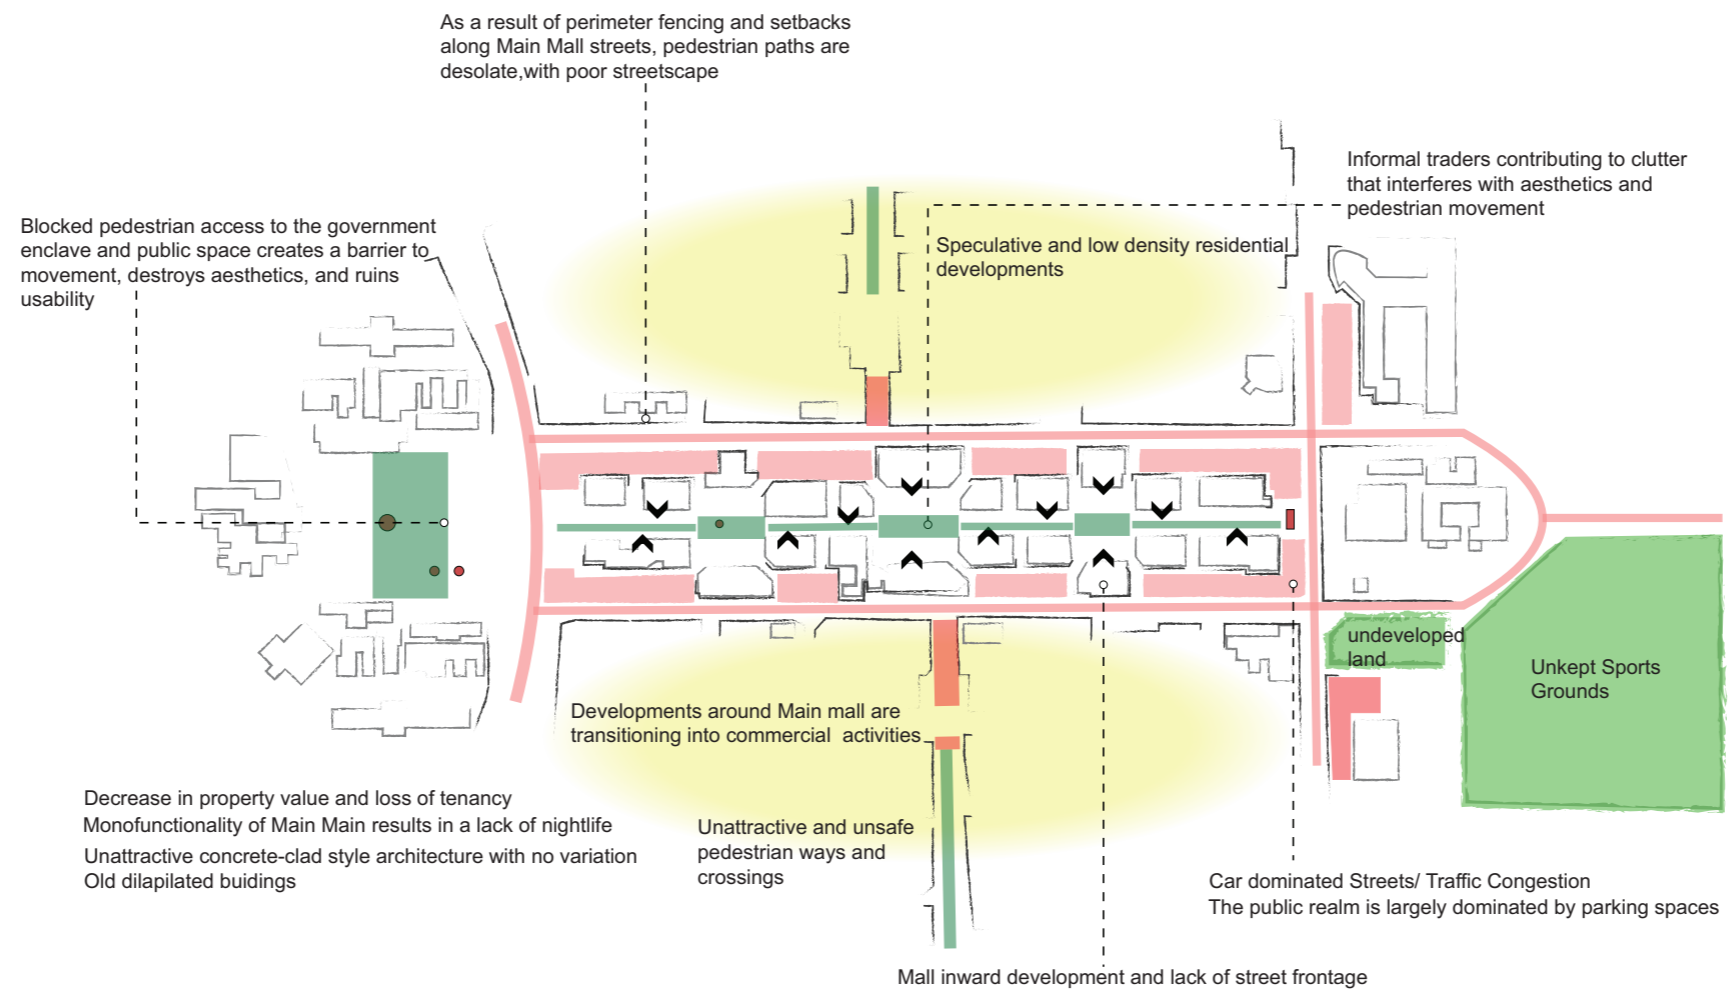 As a result of perimeter fencing and setbacks
along Main Mall streets, pedestrian paths are
desolate,with poor streetscape
Informal traders contributing to clutter
that interferes with aesthetics and
pedestrian movement
Blocked pedestrian access to the government
enclave and public space creates a barrier to
movement, destroys aesthetics, and ruins
usability
Speculative and low density residential
developments
undeveloped
land
Unkept Sports
Grounds
Developments around Main mall are
transitioning into commercial activities
Decrease in property value and loss of tenancy
Monofunctionality of Main Main results in a lack of nightlife
Unattractive concrete-clad style architecture with no variation
Old dilapilated buidings
Unattractive and unsafe
pedestrian ways and
crossings
Car dominated Streets/ Traffic Congestion
The public realm is largely dominated by parking spaces
Mall inward development and lack of street frontage